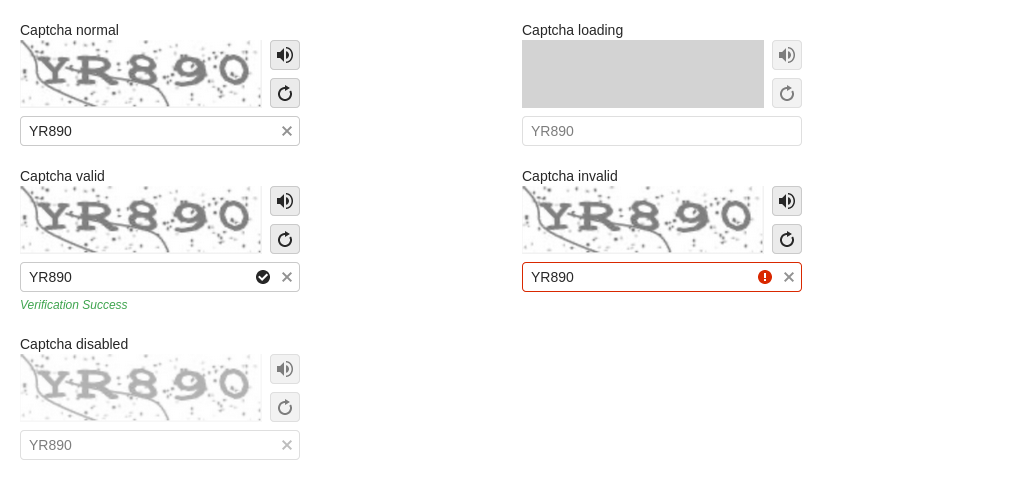 Captcha normal
Captcha loading
YR890
YR890
YR890
Captcha valid
Captcha invalid
YR890
YR890
YR890
YR890
Verification Success
Captcha disabled
YR890
YR890